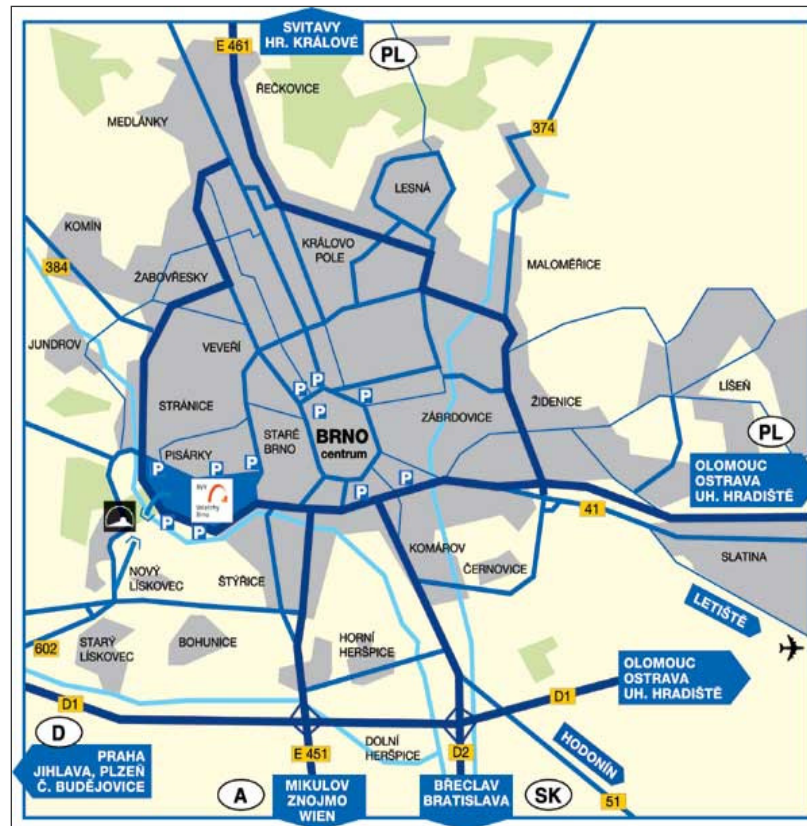 SVITAVY
HR. KRÁLOVÉ
E 461
PL
ŘEČKOVICE
MEDLÁNKY
374
LESNÁ
KOMÍN
KRÁLOVO
POLE
384
ŽABOVŘESKY
MALOMĚŘICE
JUNDROV
VEVEŘÍ
P
P
LÍŠEŇ
STRÁNICE
P
P
ZÁBRDOVICE
ŽIDENICE
STARÉ
BRNO
BRNO
centrum
PL
PISÁRKY
P
P
P
P
P
OLOMOUC
OSTRAVA
UH. HRADIŠTĚ
BVV
Veletrhy
Brno
P
P
41
KOMÁROV
SLATINA
NOVÝ
LÍSKOVEC
ŠTÝŘICE
ČERNOVICE
LETIŠTĚ
602
STARÝ
LÍSKOVEC
BOHUNICE
HORNÍ
HERŠPICE
OLOMOUC
OSTRAVA
UH. HRADIŠTĚ
D1
D1
D
DOLNÍ
HERŠPICE
HODONÍN
PRAHA
JIHLAVA, PLZEŇ
Č. BUDĚJOVICE
E 451
D2
A
MIKULOV
ZNOJMO
WIEN
BŘECLAV
BRATISLAVA
SK
51